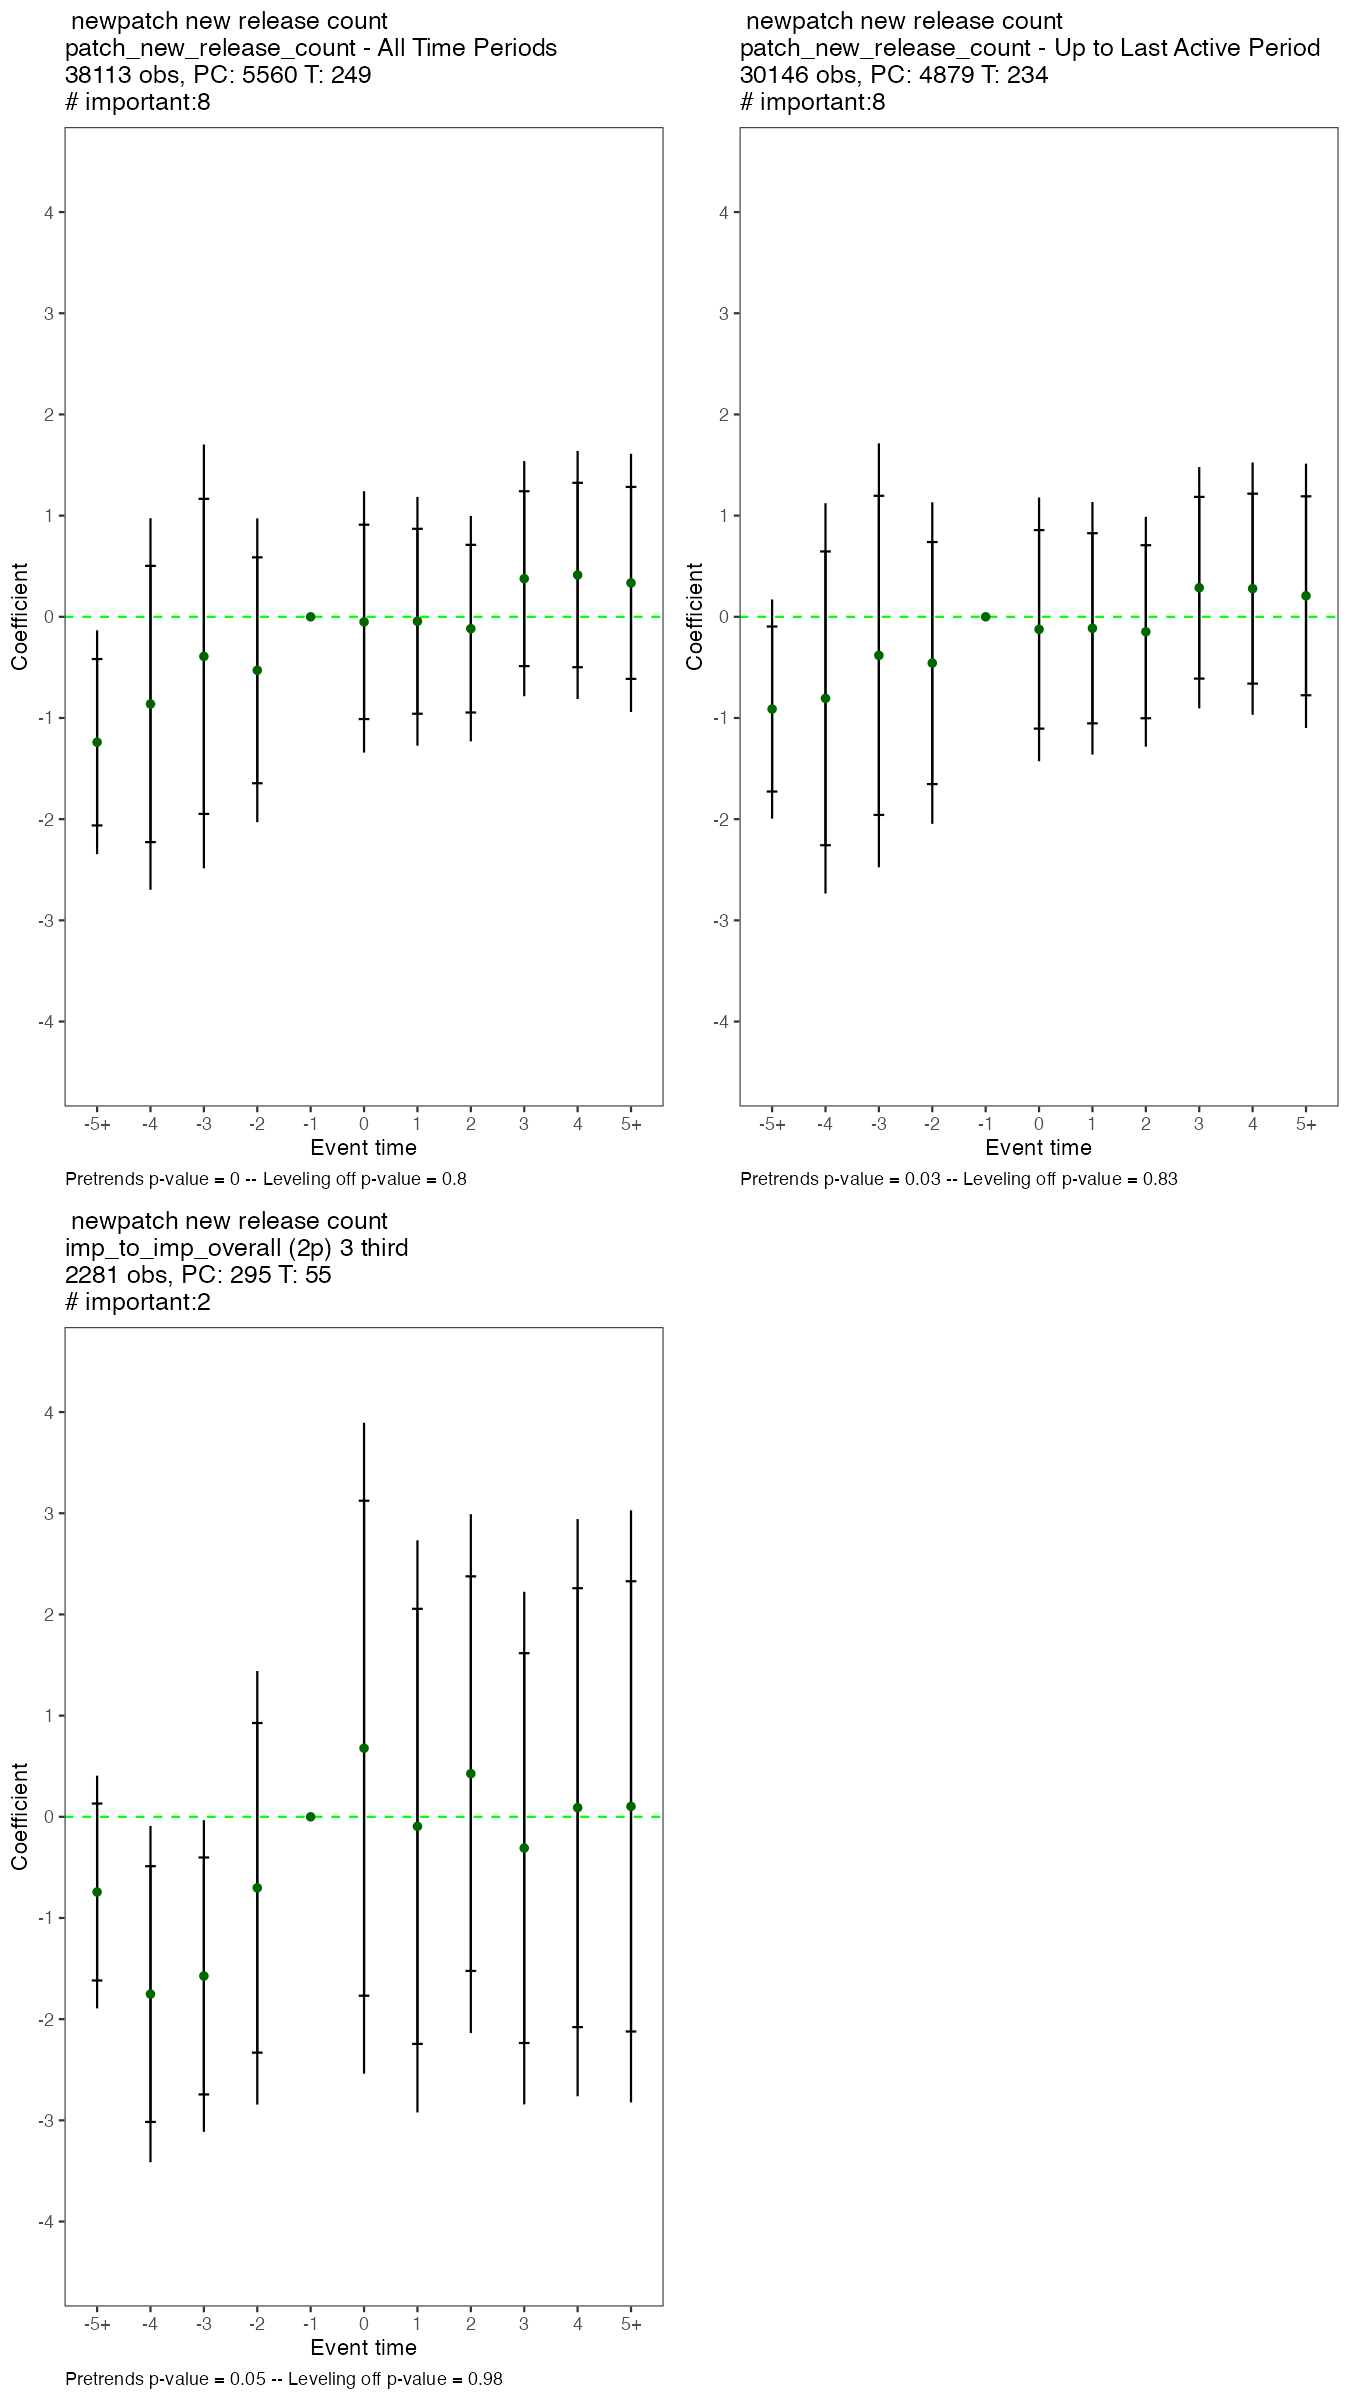 newpatch new release count
patch_new_release_count - All Time Periods
38113 obs, PC: 5560 T: 249
# important:8
4
3
2
1
0
-1
-2
-3
-4
Coefficient
-5+ -4 -3 -2 -1 0 1 2 3 4 5+
Event time
Pretrends p-value = 0 -- Leveling off p-value = 0.8
newpatch new release count
patch_new_release_count - Up to Last Active Period
30146 obs, PC: 4879 T: 234
# important:8
4
3
2
1
0
-1
-2
-3
-4
Coefficient
-5+ -4 -3 -2 -1 0 1 2 3 4 5+
Event time
Pretrends p-value = 0.03 -- Leveling off p-value = 0.83
newpatch new release count
imp_to_imp_overall (2p) 3 third
2281 obs, PC: 295 T: 55
# important:2
4
3
2
1
0
-1
-2
-3
-4
Coefficient
-5+ -4 -3 -2 -1 0 1 2 3 4 5+
Event time
Pretrends p-value = 0.05 -- Leveling off p-value = 0.98